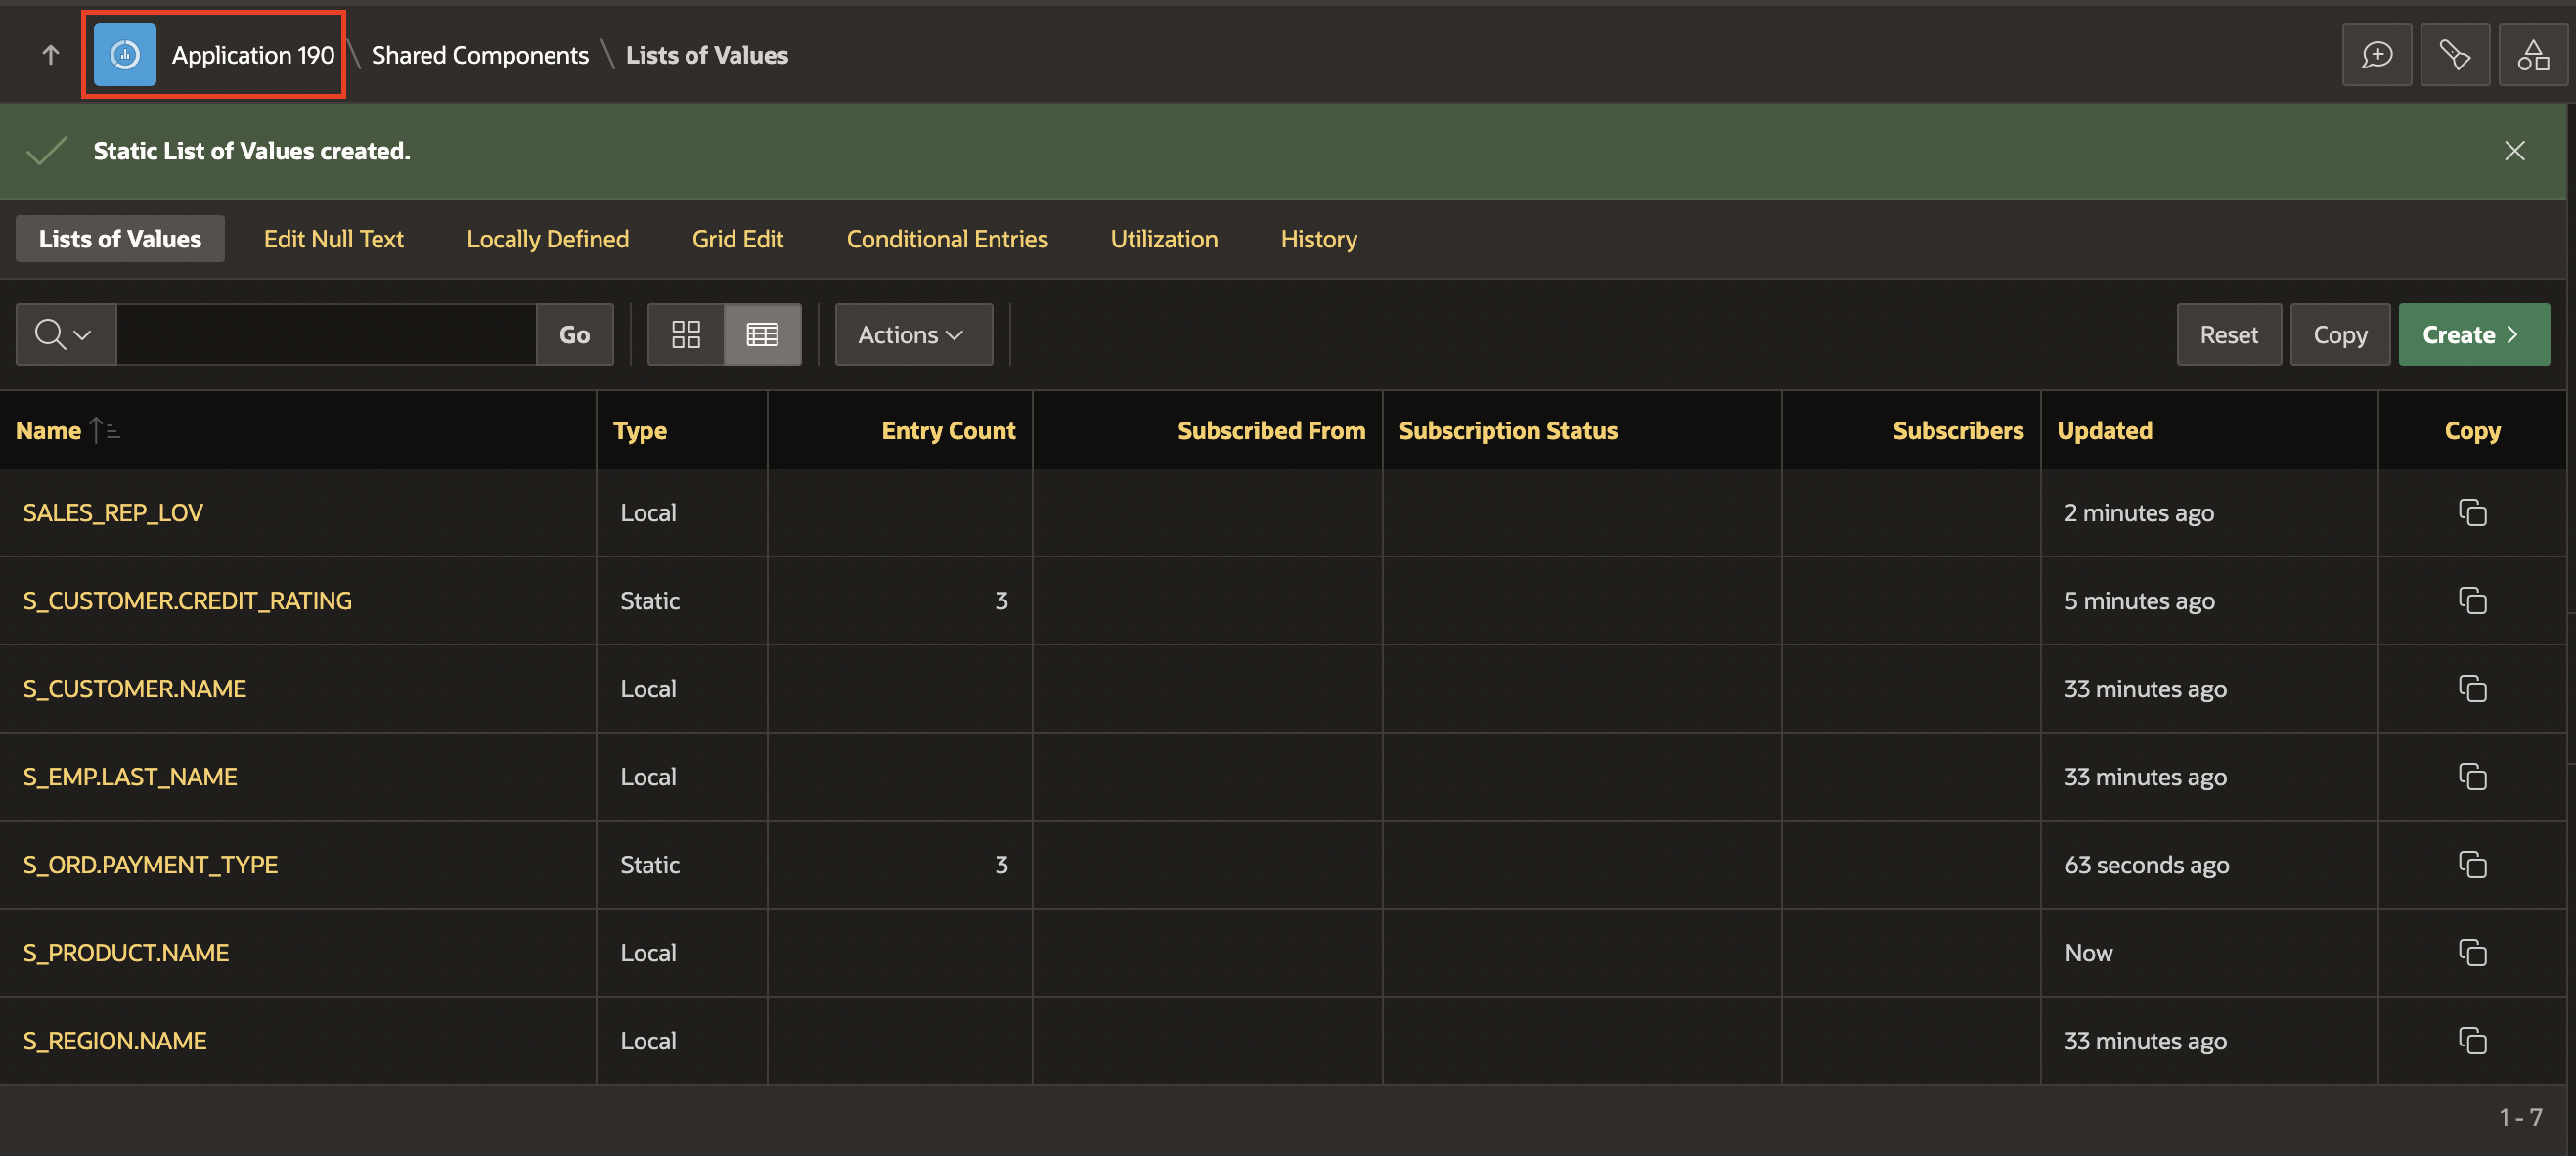 Application 190 \ Shared Components \ Lists of Values
Static List of Values created.
Lists of Values Edit Null Text Locally Defined Grid Edit Conditional Entries Utilization History
Go Actions Reset Copy Create
Name Type Entry Count Subscribed From Subscription Status Subscribers Updated Copy
SALES_REP_LOV Local 2 minutes ago
S_CUSTOMER.CREDIT_RATING Static 3 5 minutes ago
S_CUSTOMER.NAME Local 33 minutes ago
S_EMP.LAST_NAME Local 33 minutes ago
S_ORD.PAYMENT_TYPE Static 3 63 seconds ago
S_PRODUCT.NAME Local Now
S_REGION.NAME Local 33 minutes ago
1 - 7